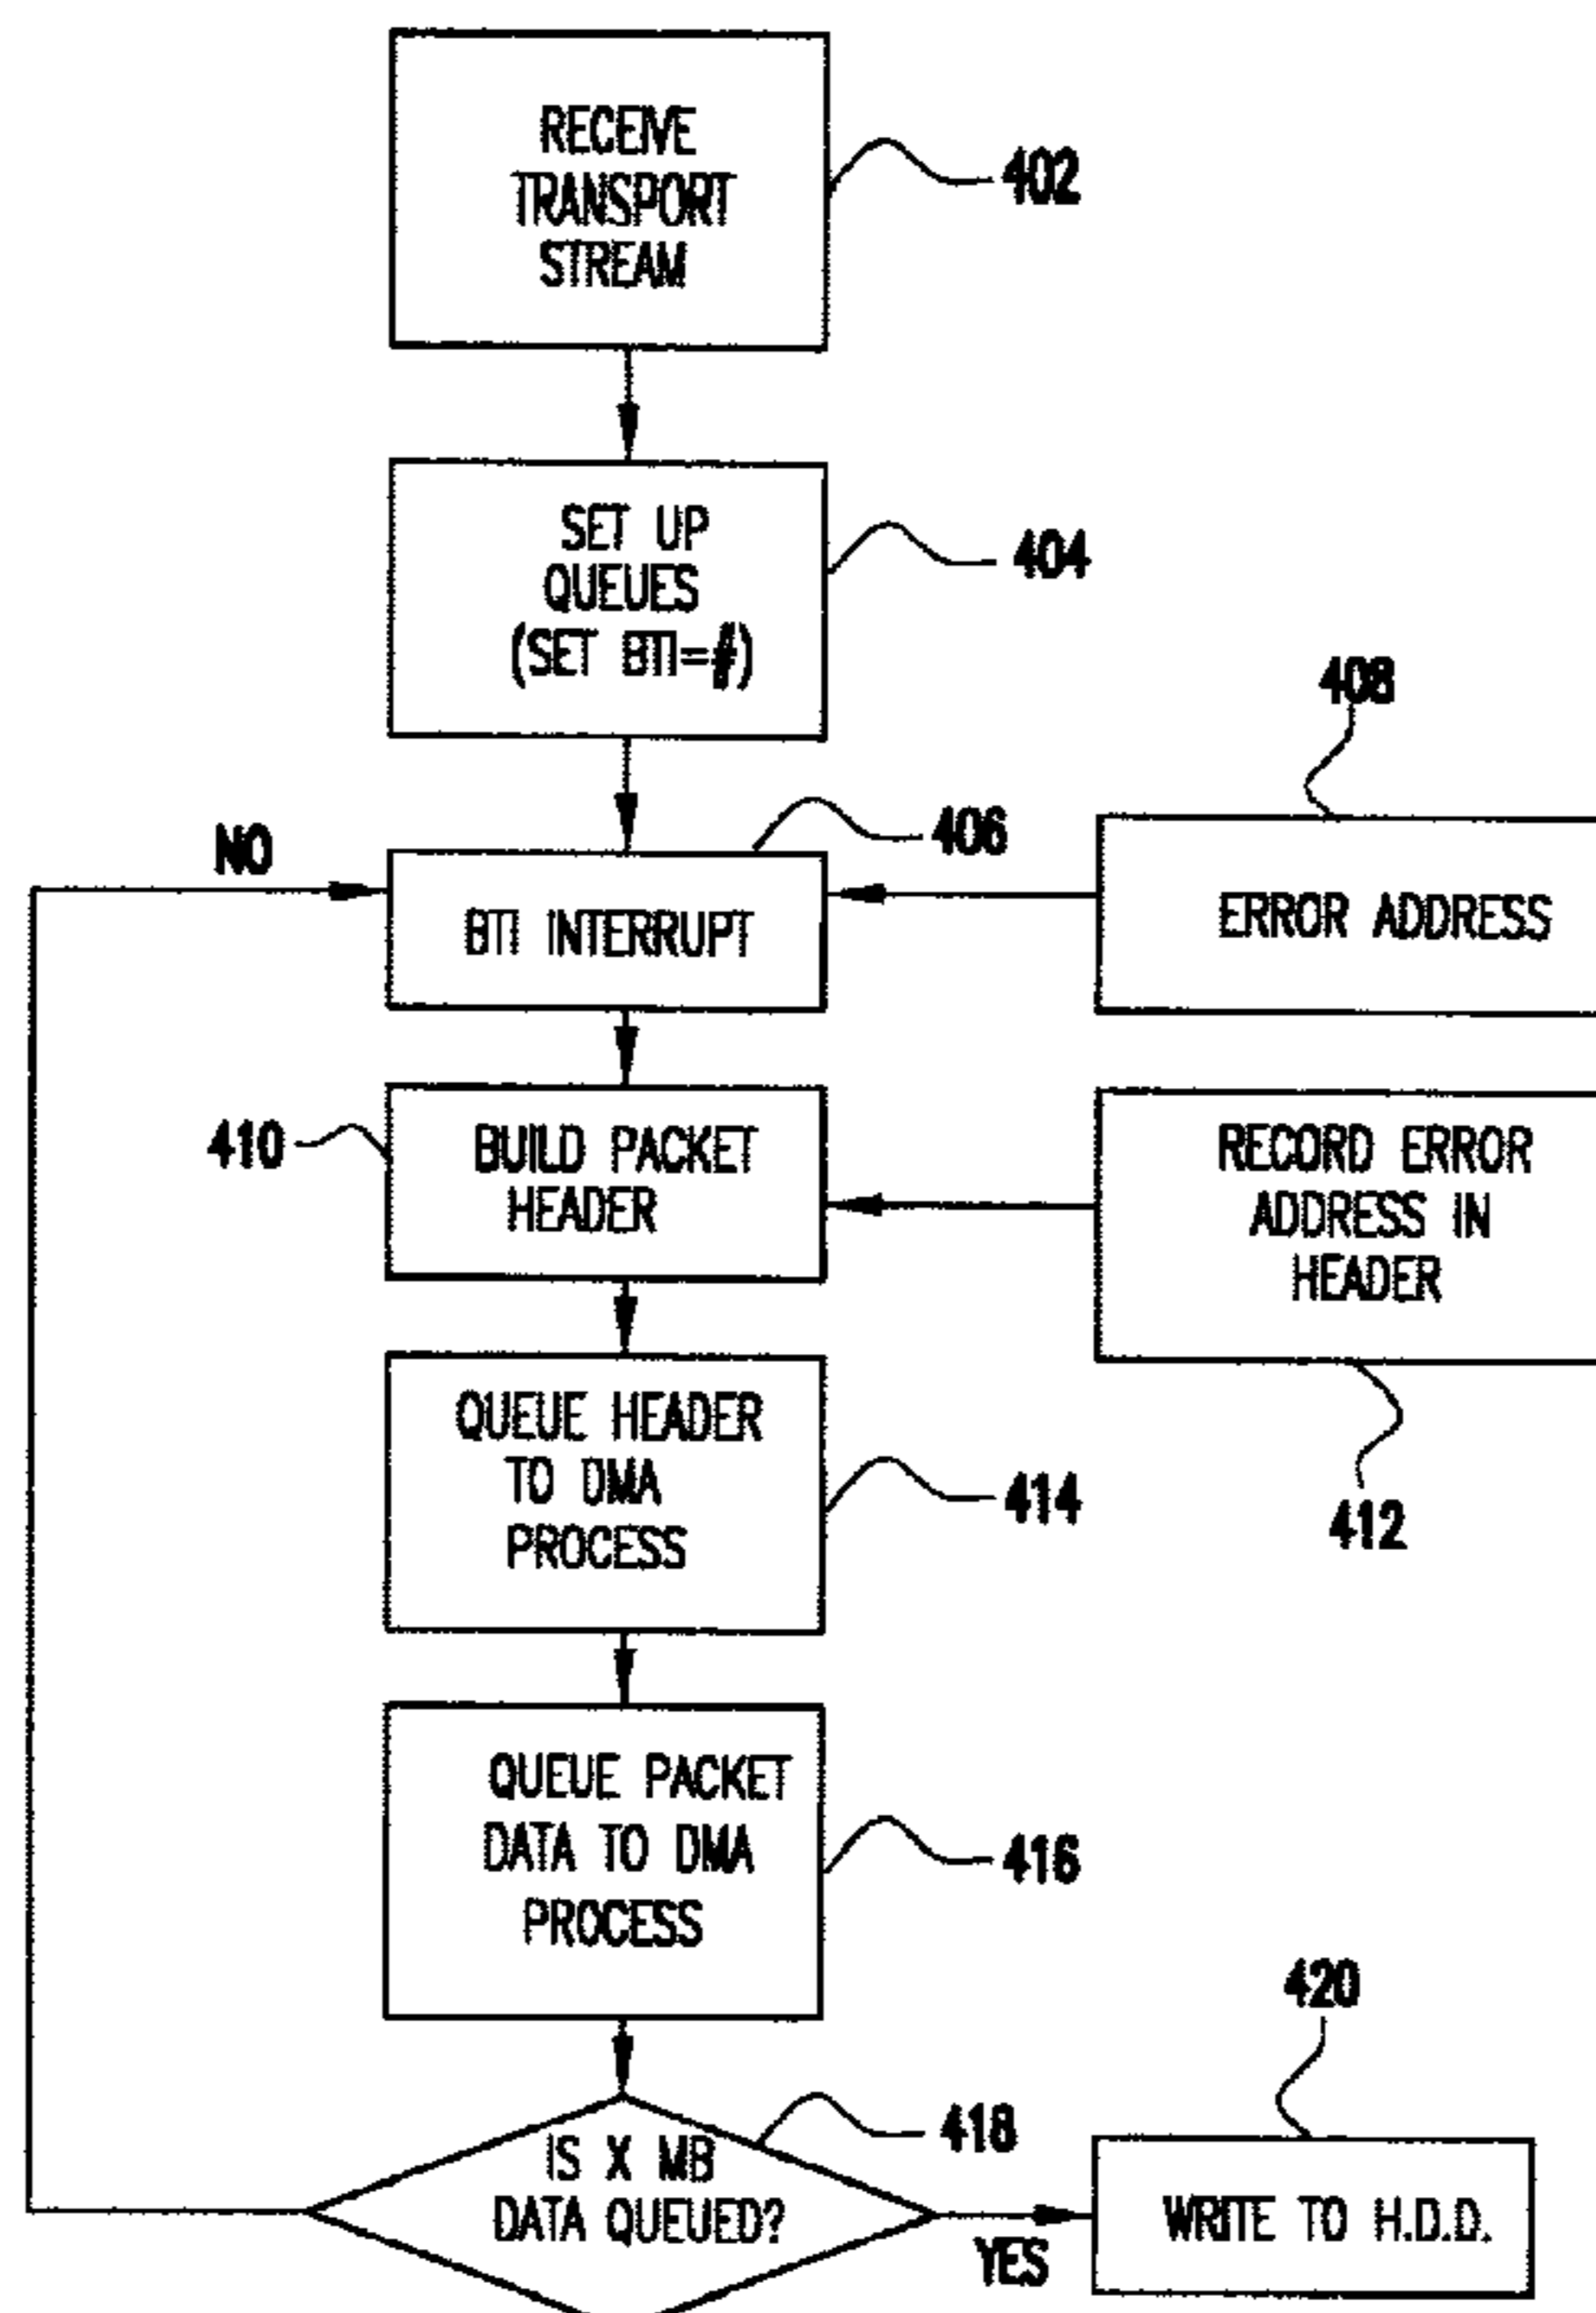 RECEIVE
TRANSPORT
STREAM
402
SET UP
QUEUES
(SET BTI=#)
404
408
NO
406
BTI INTERRUPT
ERROR ADDRESS
410
BUILD PACKET
HEADER
RECORD ERROR
ADDRESS IN
HEADER
412
QUEUE HEADER
TO DMA
PROCESS
414
QUEUE PACKET
DATA TO DMA
PROCESS
416
420
418
IS X MB
DATA QUEUED?
YES
WRITE TO H.D.D.